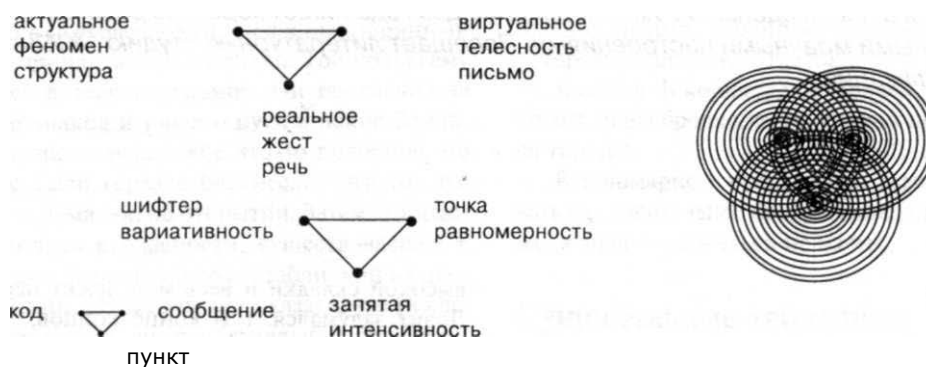 актуальное
феномен
структура
виртуальное
телесность
письмо
реальное
жест
речь
шифтер
вариативность
точка
равномерность
запятая
интенсивность
код
сообщение
пункт